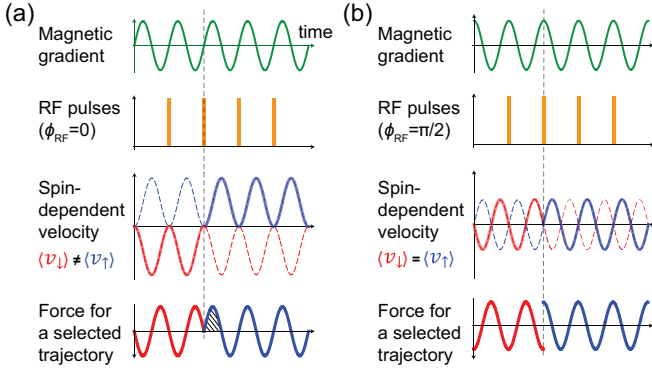 (a)
Magnetic
gradient
time
RF pulses
(ϕRF=0)
Spin-
dependent
velocity
⟨v↓⟩ ≠ ⟨v↑⟩
Force for
a selected
trajectory
(b)
Magnetic
gradient
RF pulses
(ϕRF=π/2)
Spin-
dependent
velocity
⟨v↓⟩ = ⟨v↑⟩
Force for
a selected
trajectory